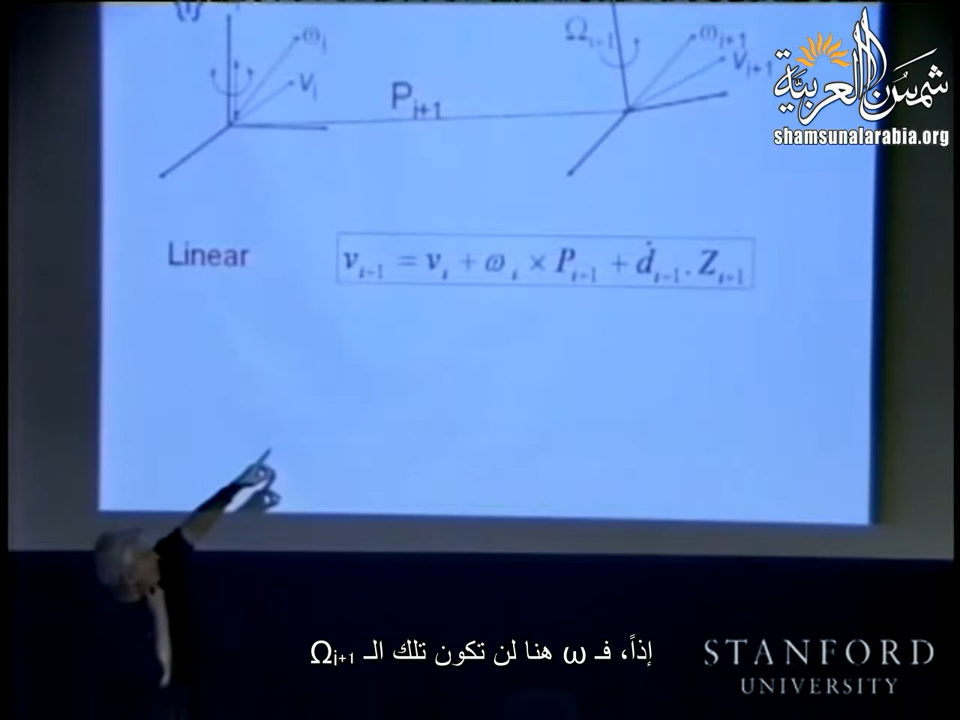 {i}
ωᵢ
Vᵢ
Pᵢ₊₁
Ωᵢ₊₁
ωᵢ₊₁
Vᵢ₊₁
شمسُنا العربية
shamsunalarabia.org
Linear
vᵢ₊₁ = vᵢ + ωᵢ × Pᵢ₊₁ + ḋᵢ₊₁.Zᵢ₊₁
إذاً، فـ ω هنا لن تكون تلك الـ Ωᵢ₊₁
STANFORD
UNIVERSITY